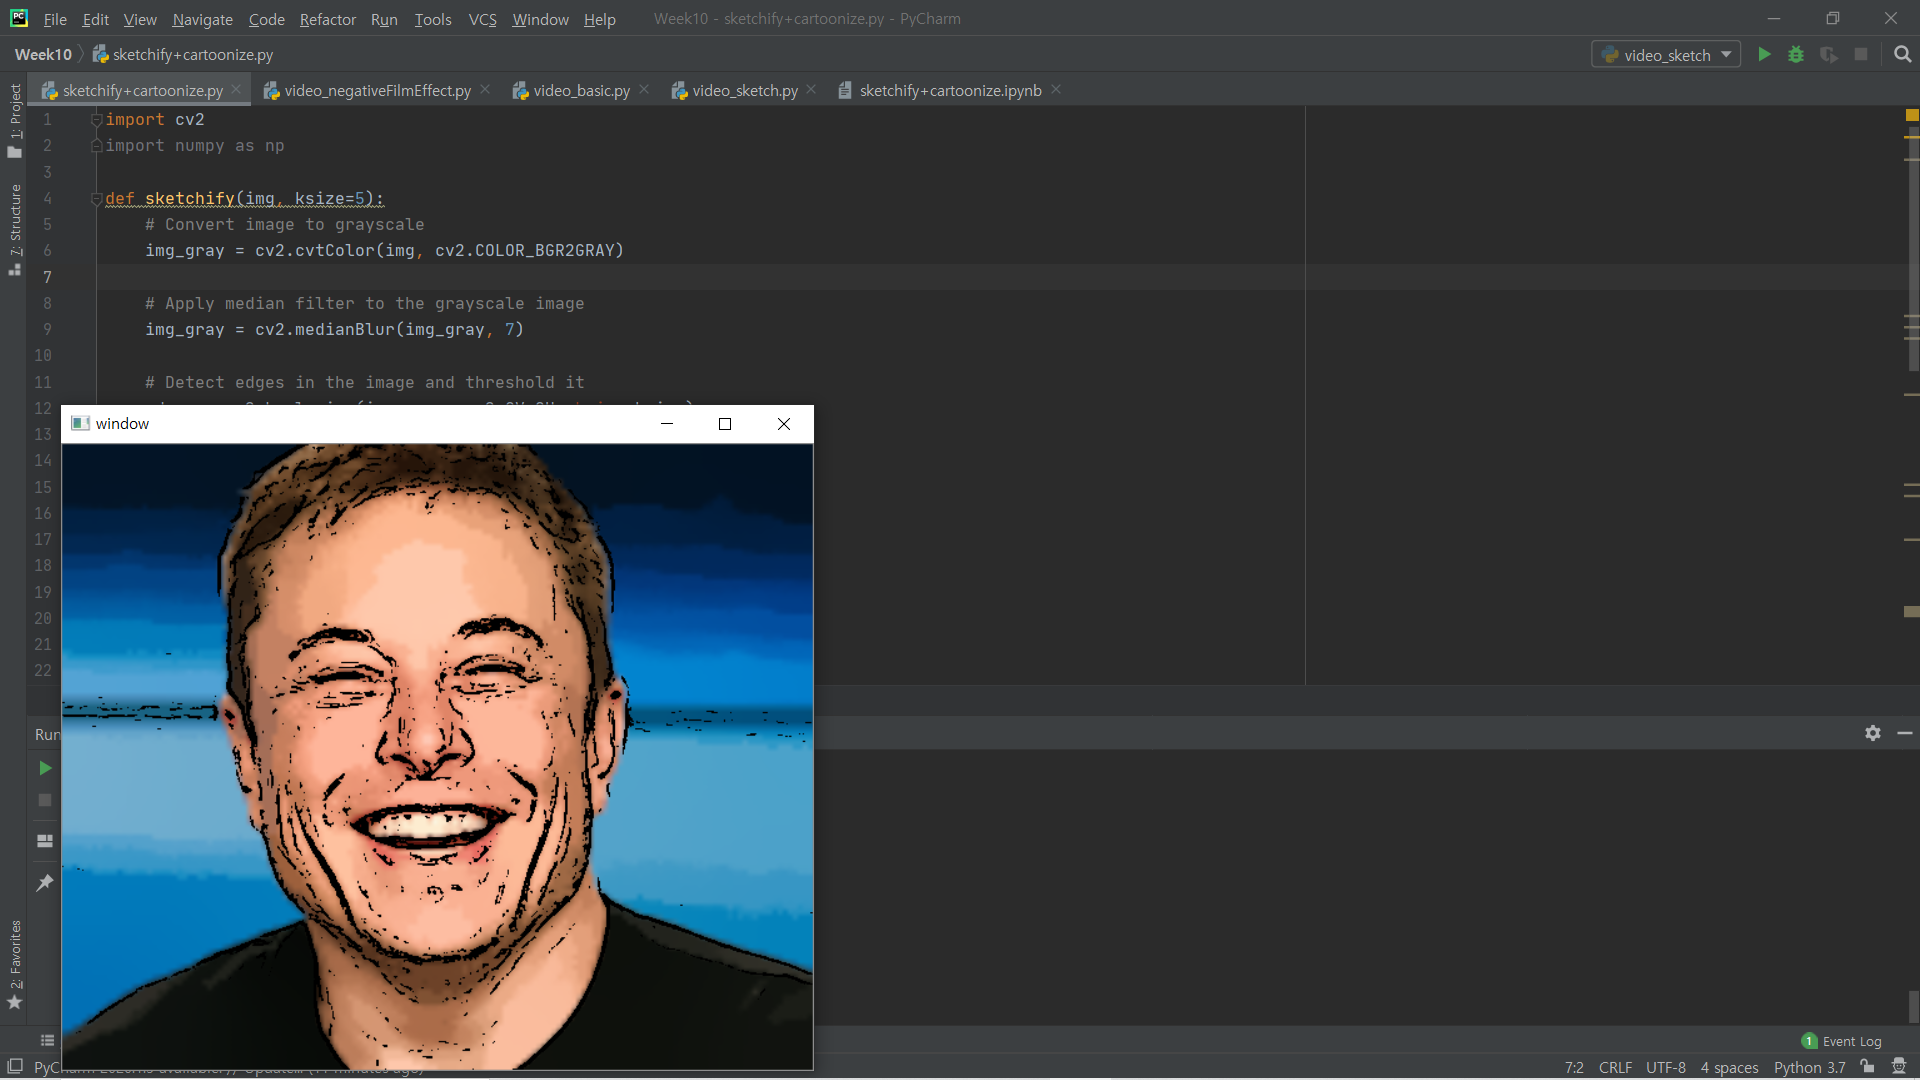 PC File Edit View Navigate Code Refactor Run Tools VCS Window Help Week10 - sketchify+cartoonize.py - PyCharm
Week10 sketchify+cartoonize.py video_sketch
sketchify+cartoonize.py video_negativeFilmEffect.py video_basic.py video_sketch.py sketchify+cartoonize.ipynb
1: Project
7: Structure
1 import cv2
2 import numpy as np
3
4 def sketchify(img, ksize=5):
5 # Convert image to grayscale
6 img_gray = cv2.cvtColor(img, cv2.COLOR_BGR2GRAY)
7
8 # Apply median filter to the grayscale image
9 img_gray = cv2.medianBlur(img_gray, 7)
10
11 # Detect edges in the image and threshold it
12
13
14
15
16
17
18
19
20
21
22
window
Run
2: Favorites
1 Event Log
7:2 CRLF UTF-8 4 spaces Python 3.7